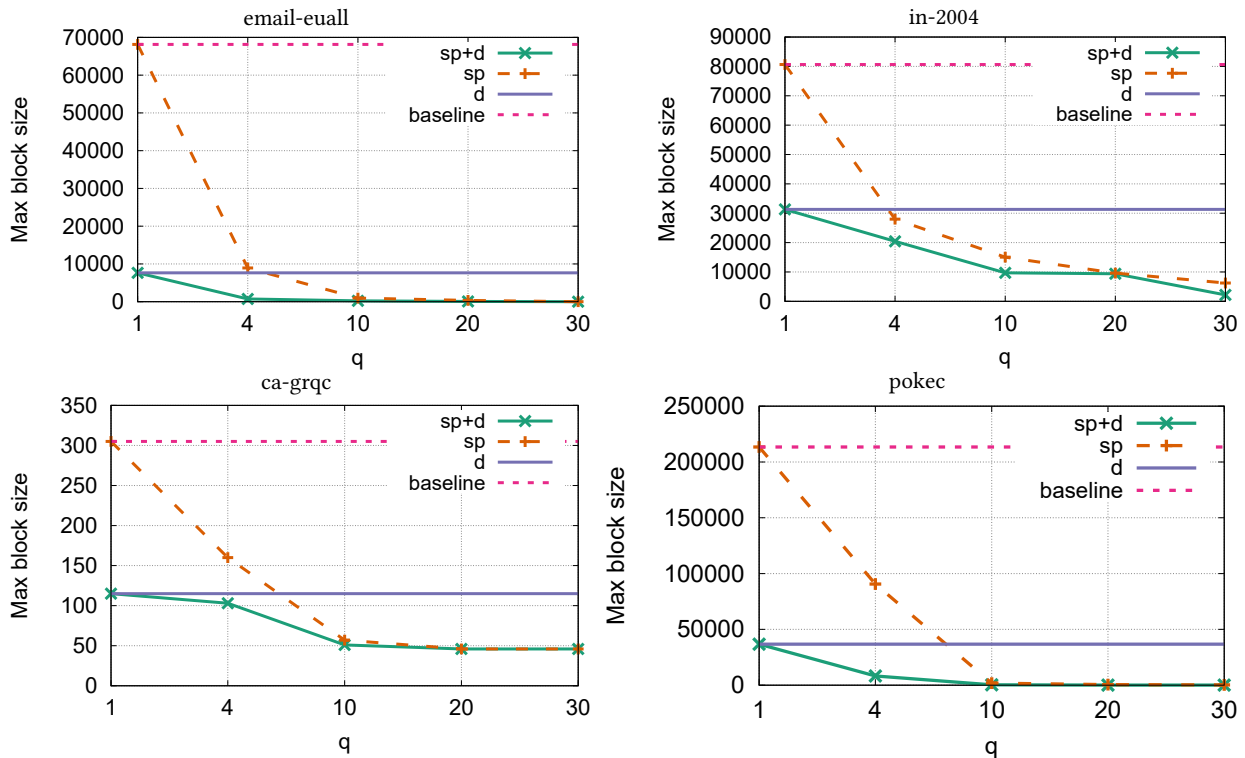 email-euall
70000
60000
50000
40000
30000
20000
10000
0
Max block size
sp+d
sp
d
baseline
1 4 10 20 30
q
in-2004
90000
80000
70000
60000
50000
40000
30000
20000
10000
0
Max block size
sp+d
sp
d
baseline
1 4 10 20 30
q
ca-grqc
350
300
250
200
150
100
50
0
Max block size
sp+d
sp
d
baseline
1 4 10 20 30
q
pokec
250000
200000
150000
100000
50000
0
Max block size
sp+d
sp
d
baseline
1 4 10 20 30
q